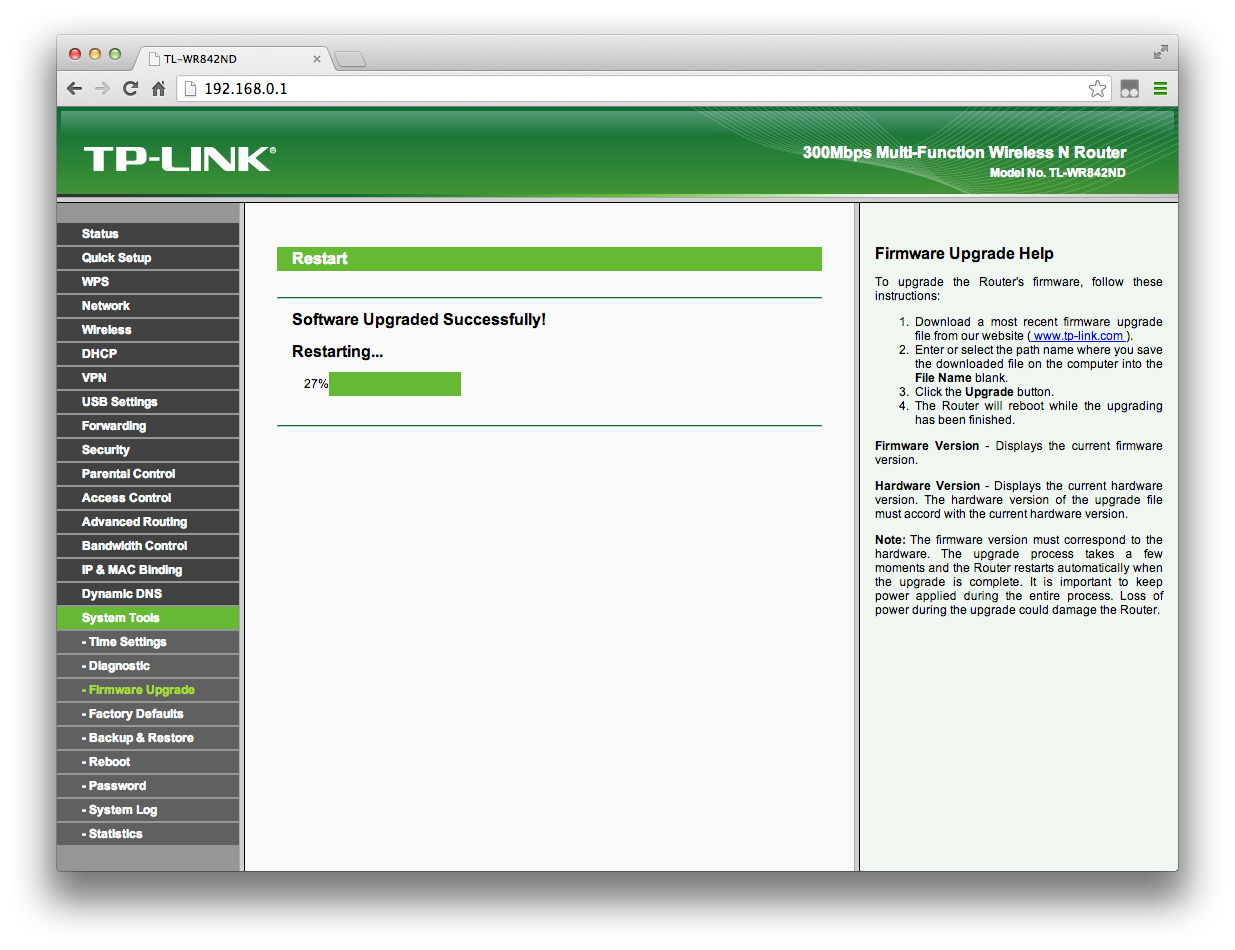 TL-WR842ND
192.168.0.1
TP-LINK®
300Mbps Multi-Function Wireless N Router
Model No. TL-WR842ND
Status
Quick Setup
WPS
Network
Wireless
DHCP
VPN
USB Settings
Forwarding
Security
Parental Control
Access Control
Advanced Routing
Bandwidth Control
IP & MAC Binding
Dynamic DNS
System Tools
- Time Settings
- Diagnostic
- Firmware Upgrade
- Factory Defaults
- Backup & Restore
- Reboot
- Password
- System Log
- Statistics
Restart
Software Upgraded Successfully!
Restarting...
27%
Firmware Upgrade Help
To upgrade the Router's firmware, follow these
instructions:
1. Download a most recent firmware upgrade
file from our website ( www.tp-link.com ).
2. Enter or select the path name where you save
the downloaded file on the computer into the
File Name blank.
3. Click the Upgrade button.
4. The Router will reboot while the upgrading
has been finished.
Firmware Version - Displays the current firmware
version.
Hardware Version - Displays the current hardware
version. The hardware version of the upgrade file
must accord with the current hardware version.
Note: The firmware version must correspond to the
hardware. The upgrade process takes a few
moments and the Router restarts automatically when
the upgrade is complete. It is important to keep
power applied during the entire process. Loss of
power during the upgrade could damage the Router.